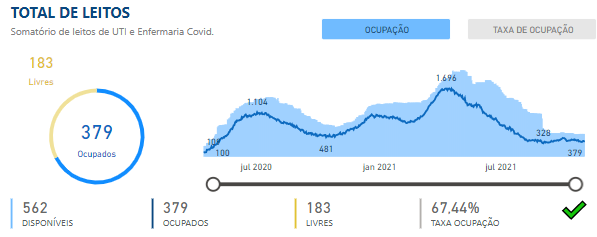 TOTAL DE LEITOS
Somatório de leitos de UTI e Enfermaria Covid.
OCUPAÇÃO
TAXA DE OCUPAÇÃO
183
Livres
379
Ocupados
1.104
1.696
100
481
328
379
jul 2020
jan 2021
jul 2021
562
DISPONÍVEIS
379
OCUPADOS
183
LIVRES
67,44%
TAXA OCUPAÇÃO